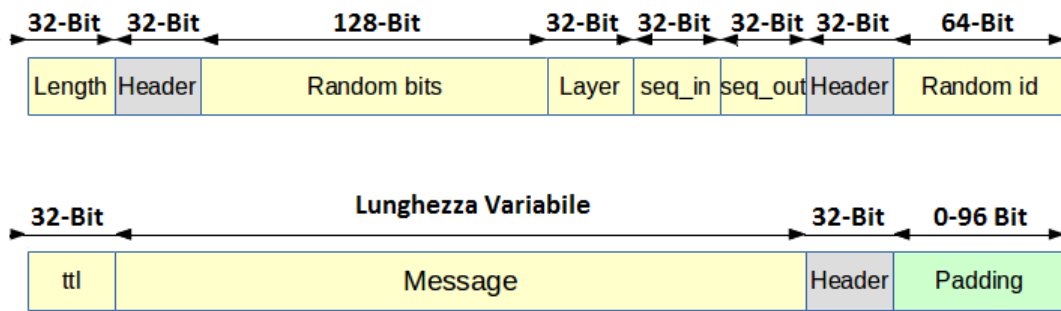 32-Bit 32-Bit 128-Bit 32-Bit 32-Bit 32-Bit 32-Bit 64-Bit
Length Header Random bits Layer seq_in seq_out Header Random id
32-Bit Lunghezza Variabile 32-Bit 0-96 Bit
ttl Message Header Padding